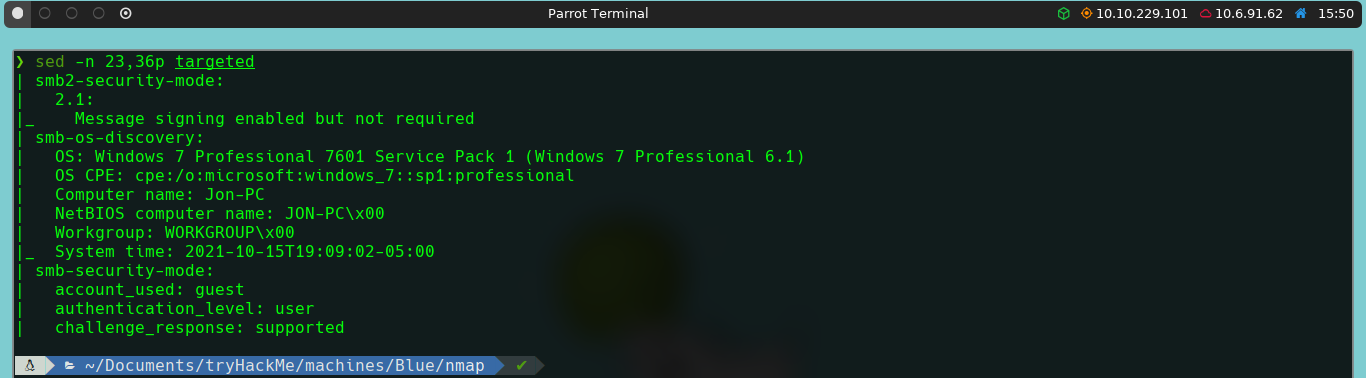 Parrot Terminal
10.10.229.101 10.6.91.62 15:50
❯ sed -n 23,36p targeted
| smb2-security-mode:
|   2.1:
|_    Message signing enabled but not required
| smb-os-discovery:
|   OS: Windows 7 Professional 7601 Service Pack 1 (Windows 7 Professional 6.1)
|   OS CPE: cpe:/o:microsoft:windows_7::sp1:professional
|   Computer name: Jon-PC
|   NetBIOS computer name: JON-PC\x00
|   Workgroup: WORKGROUP\x00
|_  System time: 2021-10-15T19:09:02-05:00
| smb-security-mode:
|   account_used: guest
|   authentication_level: user
|   challenge_response: supported
~/Documents/tryHackMe/machines/Blue/nmap ✔